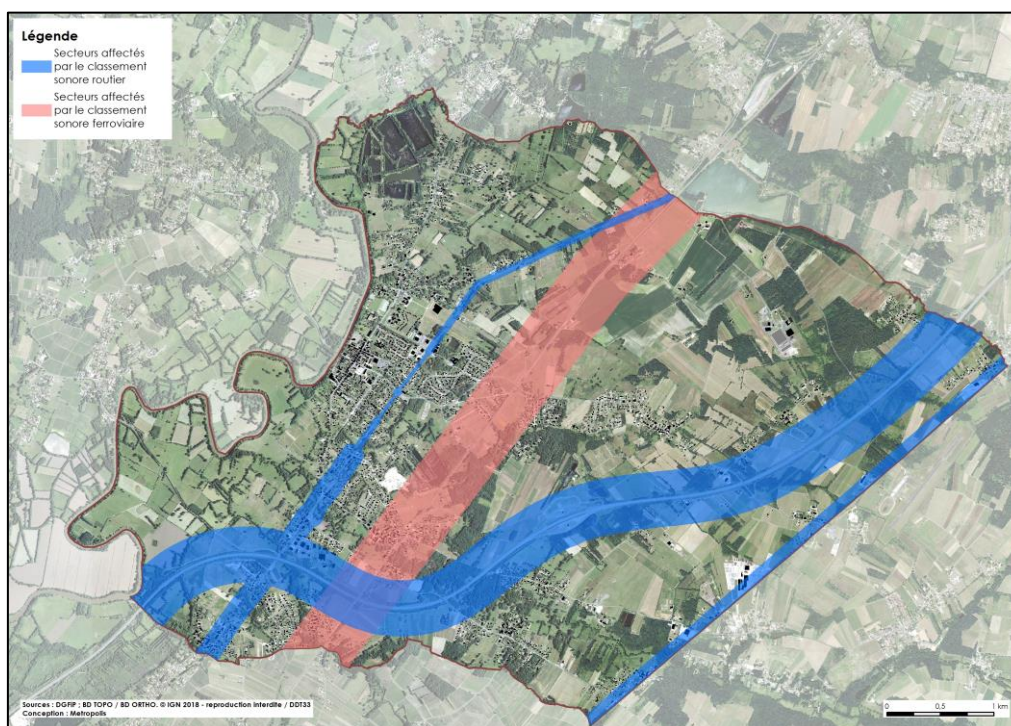 Légende
Secteurs affectés
par le classement
sonore routier
Secteurs affectés
par le classement
sonore ferroviaire
Sources : DGFIP ; BD TOPO / BD ORTHO. © IGN 2018 - reproduction interdite / DDT33
Conception : Metropolis
0 0,5 1 km